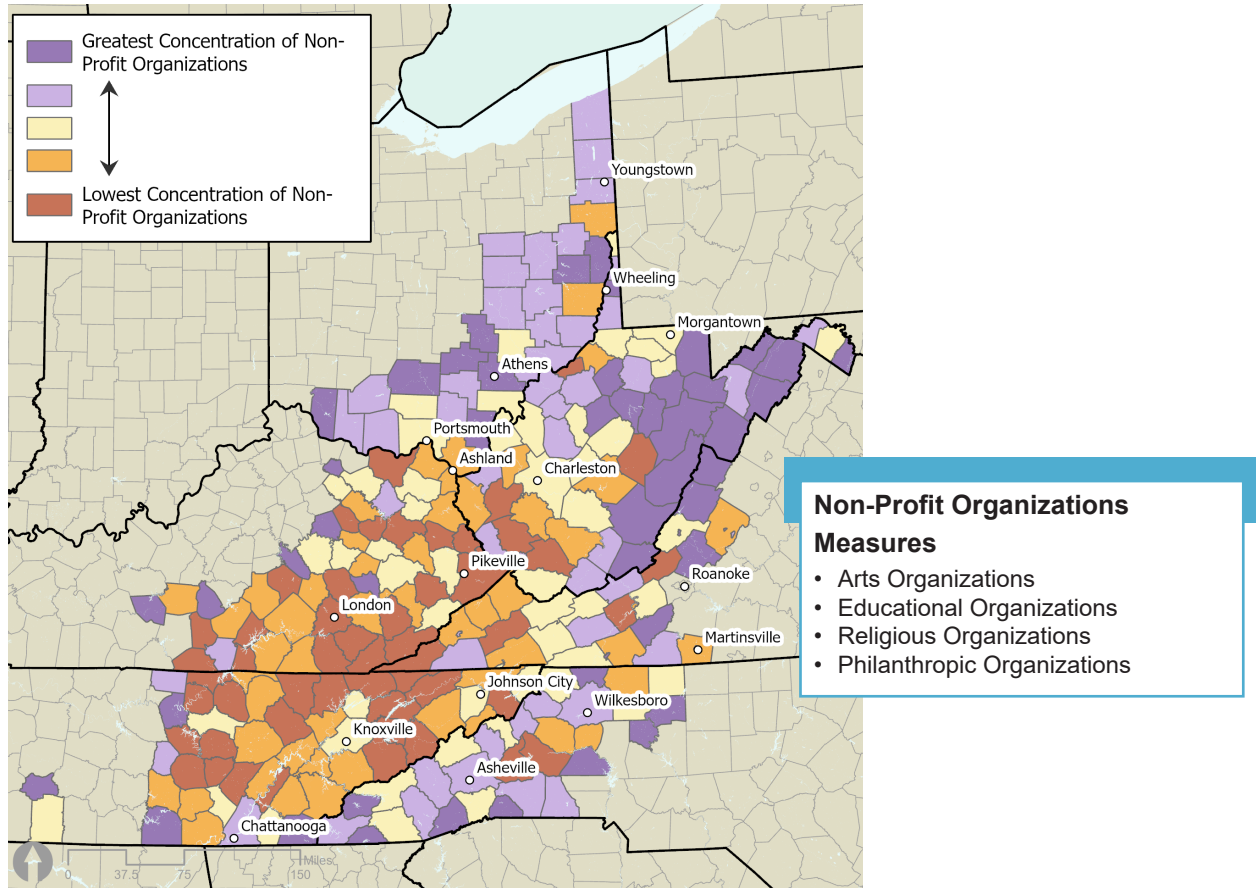 Greatest Concentration of Non-
Profit Organizations
Lowest Concentration of Non-
Profit Organizations
Youngstown
Wheeling
Morgantown
Athens
Portsmouth
Ashland
Charleston
Pikeville
Roanoke
London
Martinsville
Johnson City
Wilkesboro
Knoxville
Asheville
Chattanooga
Miles
0 37.5 75 150
Non-Profit Organizations
Measures
• Arts Organizations
• Educational Organizations
• Religious Organizations
• Philanthropic Organizations